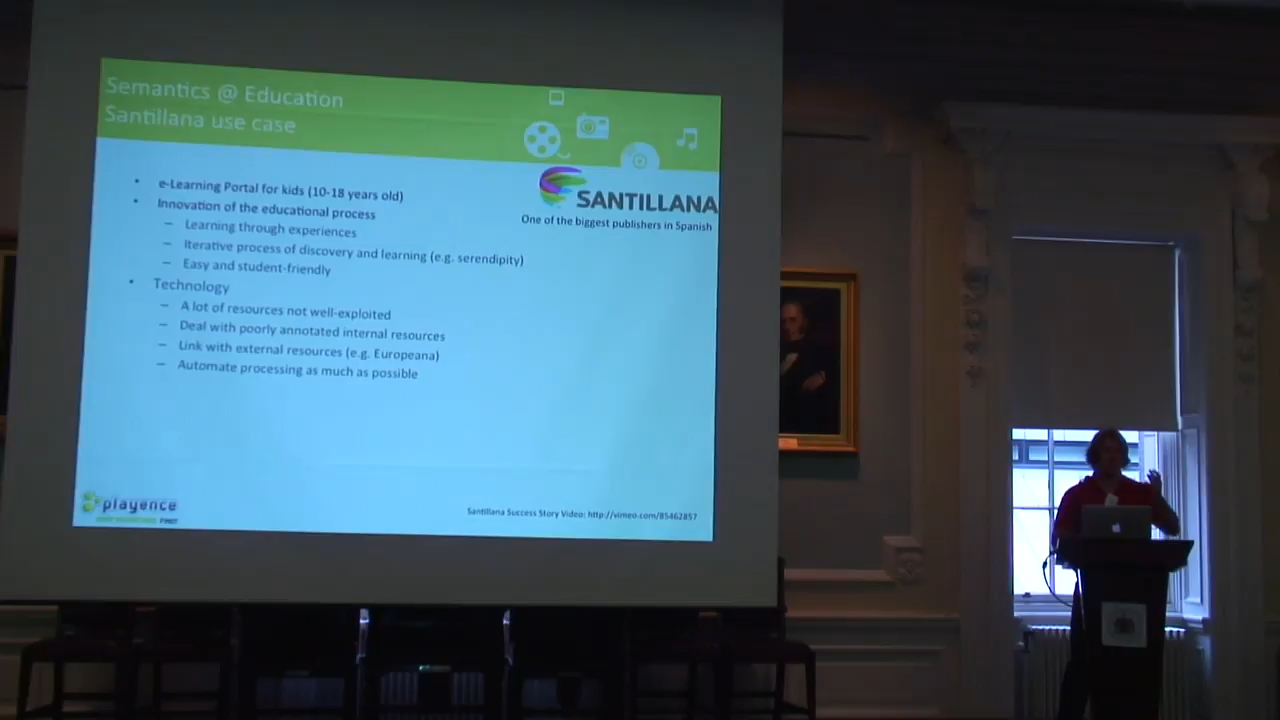 Semantics @ Education
Santillana use case
SANTILLANA
One of the biggest publishers in Spanish
• e-Learning Portal for kids (10-18 years old)
• Innovation of the educational process
– Learning through experiences
– Iterative process of discovery and learning (e.g. serendipity)
– Easy and student-friendly
• Technology
– A lot of resources not well-exploited
– Deal with poorly annotated internal resources
– Link with external resources (e.g. Europeana)
– Automate processing as much as possible
playence
Santillana Success Story Video: http://vimeo.com/85462857